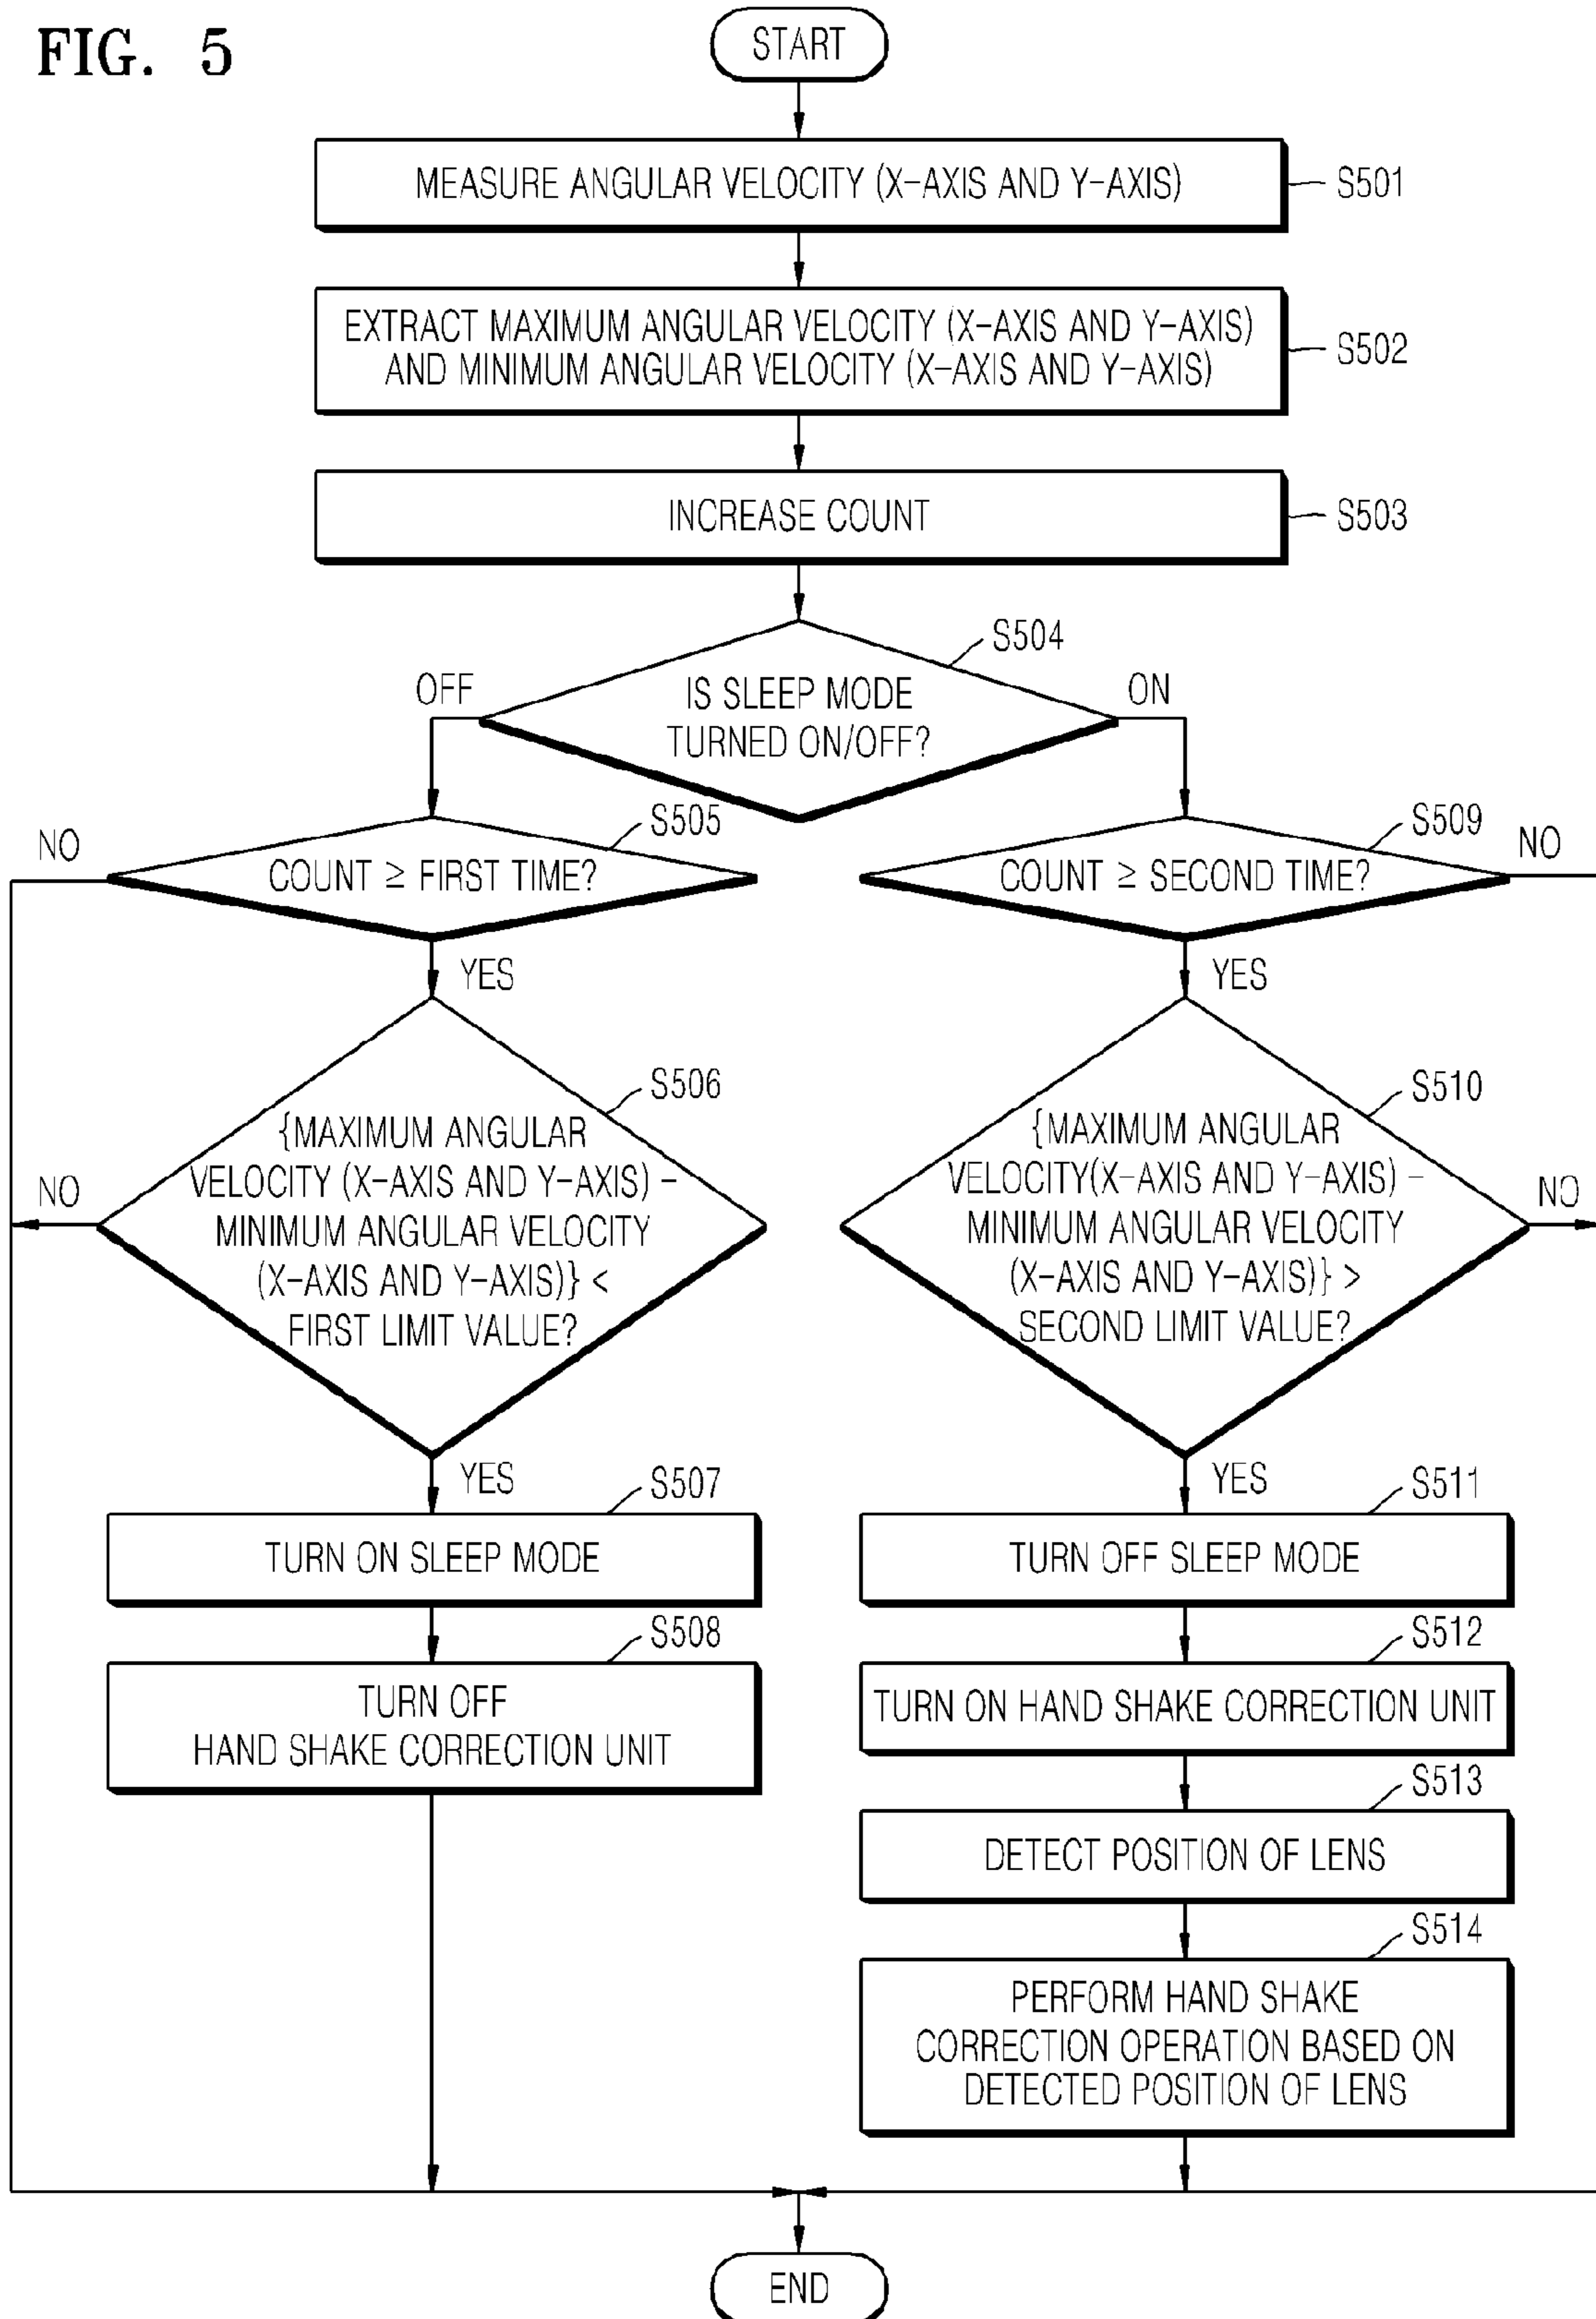 FIG. 5
START
MEASURE ANGULAR VELOCITY (X-AXIS AND Y-AXIS)
S501
EXTRACT MAXIMUM ANGULAR VELOCITY (X-AXIS AND Y-AXIS)
AND MINIMUM ANGULAR VELOCITY (X-AXIS AND Y-AXIS)
S502
INCREASE COUNT
S503
S504
IS SLEEP MODE
TURNED ON/OFF?
OFF
ON
S505
COUNT ≥ FIRST TIME?
NO
YES
S506
{MAXIMUM ANGULAR
VELOCITY (X-AXIS AND Y-AXIS) -
MINIMUM ANGULAR VELOCITY
(X-AXIS AND Y-AXIS)} <
FIRST LIMIT VALUE?
NO
YES
S507
TURN ON SLEEP MODE
S508
TURN OFF
HAND SHAKE CORRECTION UNIT
S509
COUNT ≥ SECOND TIME?
NO
YES
S510
{MAXIMUM ANGULAR
VELOCITY(X-AXIS AND Y-AXIS) -
MINIMUM ANGULAR VELOCITY
(X-AXIS AND Y-AXIS)} >
SECOND LIMIT VALUE?
NO
YES
S511
TURN OFF SLEEP MODE
S512
TURN ON HAND SHAKE CORRECTION UNIT
S513
DETECT POSITION OF LENS
S514
PERFORM HAND SHAKE
CORRECTION OPERATION BASED ON
DETECTED POSITION OF LENS
END